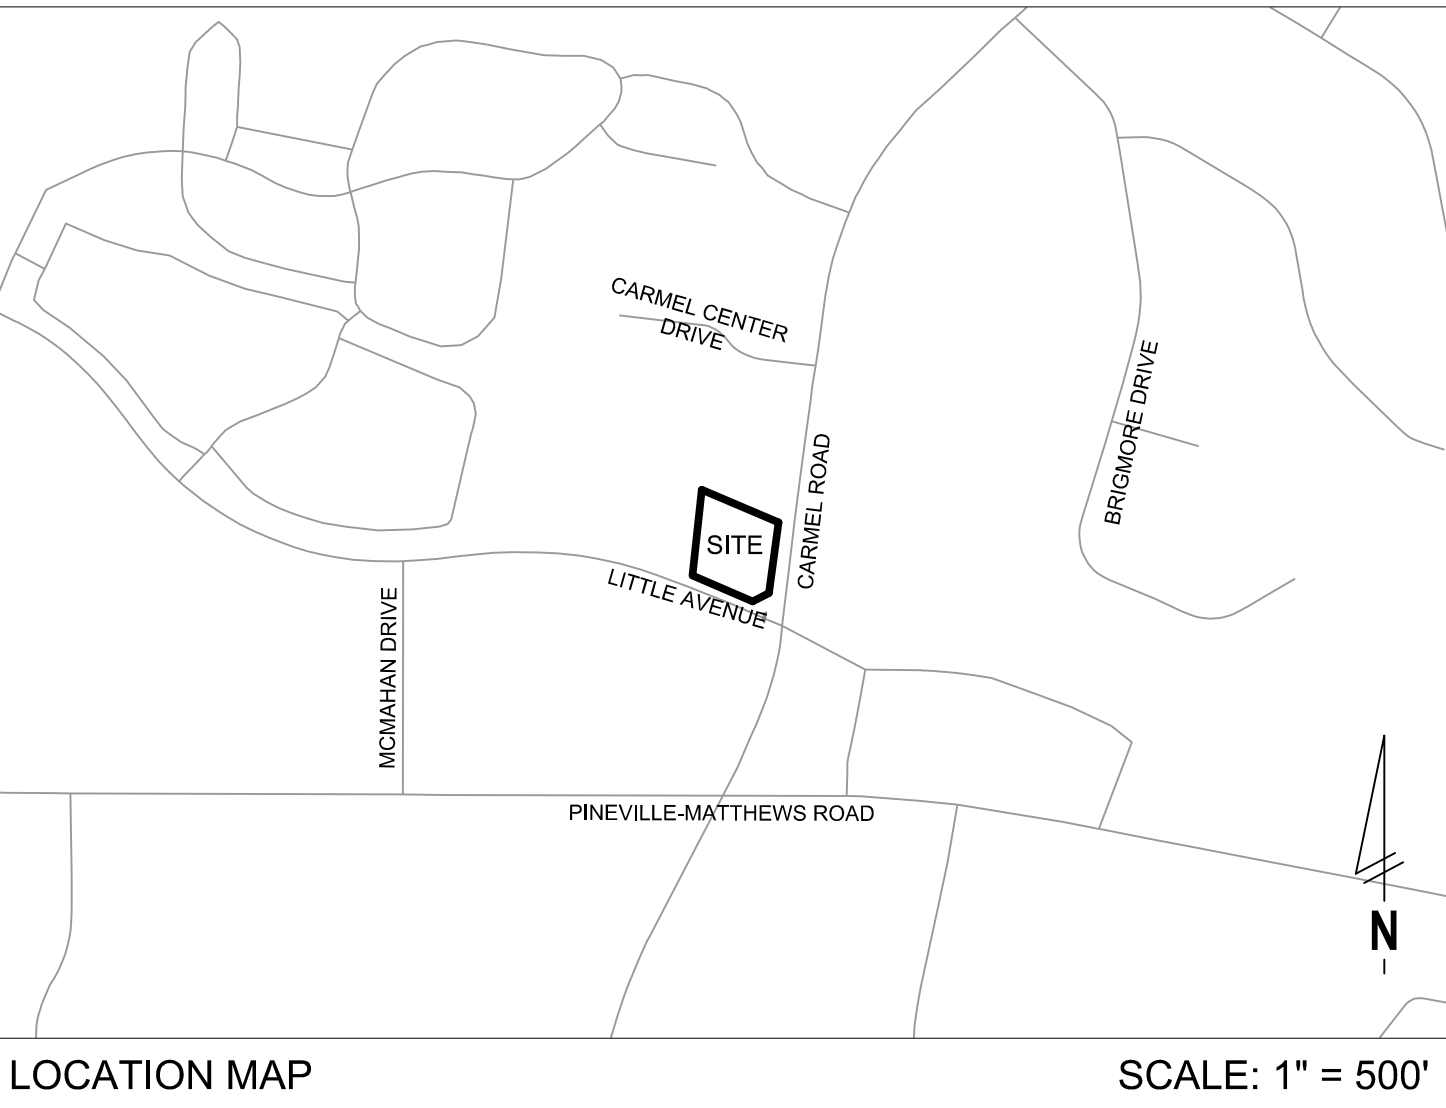 CARMEL CENTER
DRIVE
BRIGMORE DRIVE
CARMEL ROAD
SITE
LITTLE AVENUE
MCMAHAN DRIVE
PINEVILLE-MATTHEWS ROAD
N
LOCATION MAP
SCALE: 1" = 500'